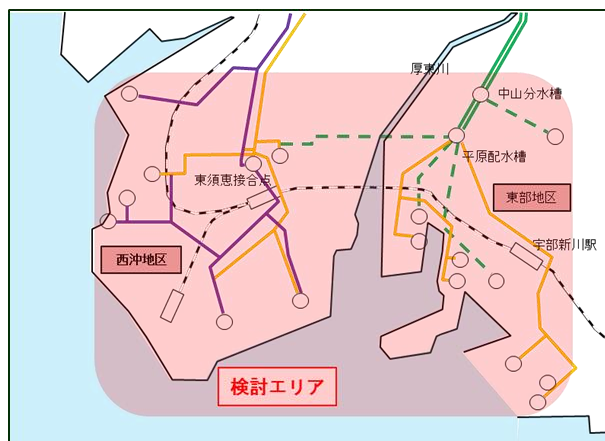 厚東川
中山分水槽
平原配水槽
東須恵接合点
東部地区
宇部新川駅
西沖地区
検討エリア